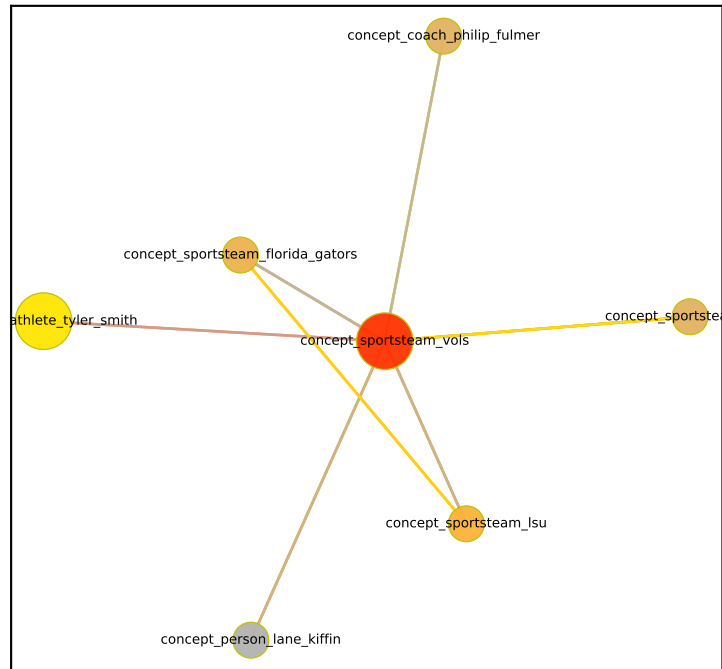 concept_coach_philip_fulmer
concept_sportsteam_florida_gators
athlete_tyler_smith
concept_sportstea
concept_sportsteam_vols
concept_sportsteam_lsu
concept_person_lane_kiffin